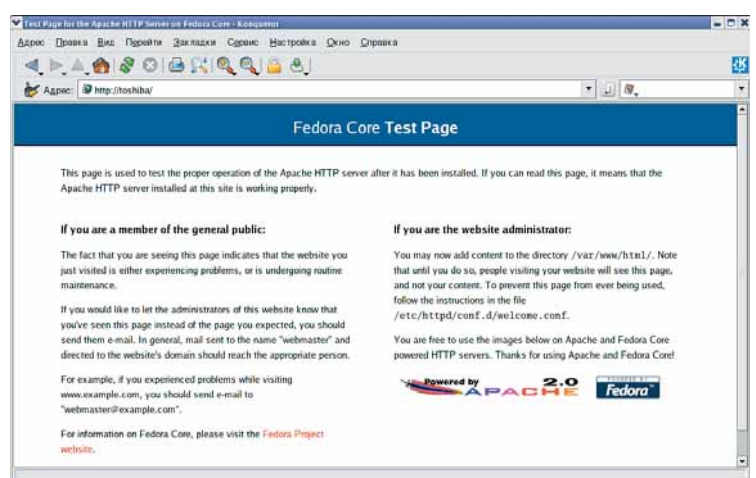 Test Page for the Apache HTTP Server on Fedora Core - Konqueror
Адрес Правка Вид Перейти Закладки Сервис Настройка Окно Справка
Адрес: http://toshiba/
Fedora Core Test Page
This page is used to test the proper operation of the Apache HTTP server after it has been installed. If you can read this page, it means that the
Apache HTTP server installed at this site is working properly.
If you are a member of the general public:
The fact that you are seeing this page indicates that the website you
just visited is either experiencing problems, or is undergoing routine
maintenance.
If you would like to let the administrators of this website know that
you've seen this page instead of the page you expected, you should
send them e-mail. In general, mail sent to the name "webmaster" and
directed to the website's domain should reach the appropriate person.
For example, if you experienced problems while visiting
www.example.com, you should send e-mail to
"webmaster@example.com".
For information on Fedora Core, please visit the Fedora Project
website.
If you are the website administrator:
You may now add content to the directory /var/www/html/. Note
that until you do so, people visiting your website will see this page,
and not your content. To prevent this page from ever being used,
follow the instructions in the file
/etc/httpd/conf.d/welcome.conf.
You are free to use the images below on Apache and Fedora Core
powered HTTP servers. Thanks for using Apache and Fedora Core!
Powered by 2.0
APACHE
Fedora